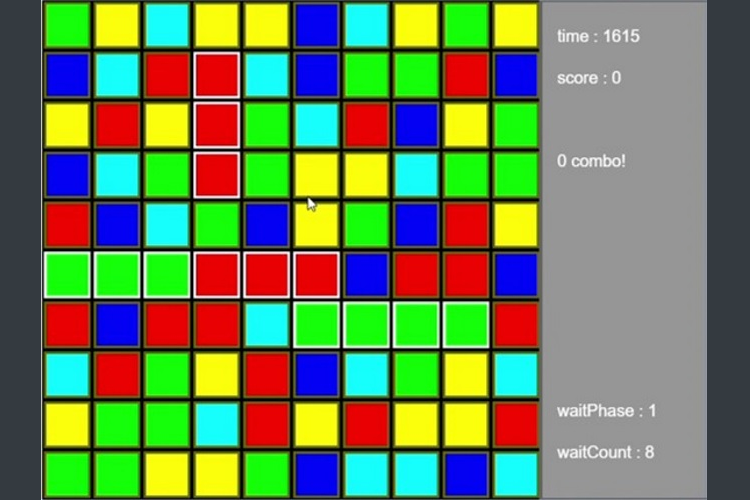 time : 1615
score : 0
0 combo!
waitPhase : 1
waitCount : 8